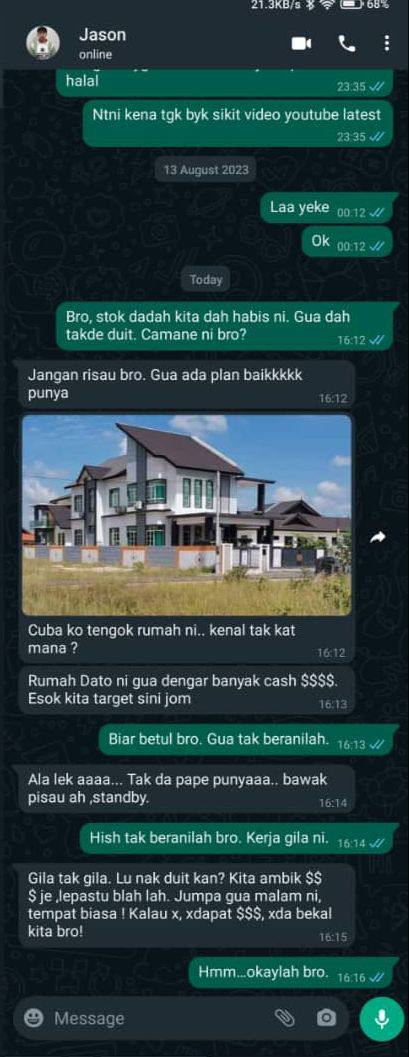 21.3KB/s 68%
Jason
online
halal
23:35
Ntni kena tgk byk sikit video youtube latest
23:35
13 August 2023
Laa yeke 00:12
Ok 00:12
Today
Bro, stok dadah kita dah habis ni. Gua dah
takde duit. Camane ni bro?
16:12
Jangan risau bro. Gua ada plan baikkkkk
punya
16:12
Cuba ko tengok rumah ni.. kenal tak kat
mana ?
16:12
Rumah Dato ni gua dengar banyak cash $$$$.
Esok kita target sini jom
16:13
Biar betul bro. Gua tak beranilah. 16:13
Ala lek aaaa... Tak da pape punyaaa.. bawak
pisau ah ,standby.
16:14
Hish tak beranilah bro. Kerja gila ni. 16:14
Gila tak gila. Lu nak duit kan? Kita ambik $$
$ je ,lepastu blah lah. Jumpa gua malam ni,
tempat biasa ! Kalau x, xdapat $$$, xda bekal
kita bro!
16:15
Hmm...okaylah bro. 16:16
Message